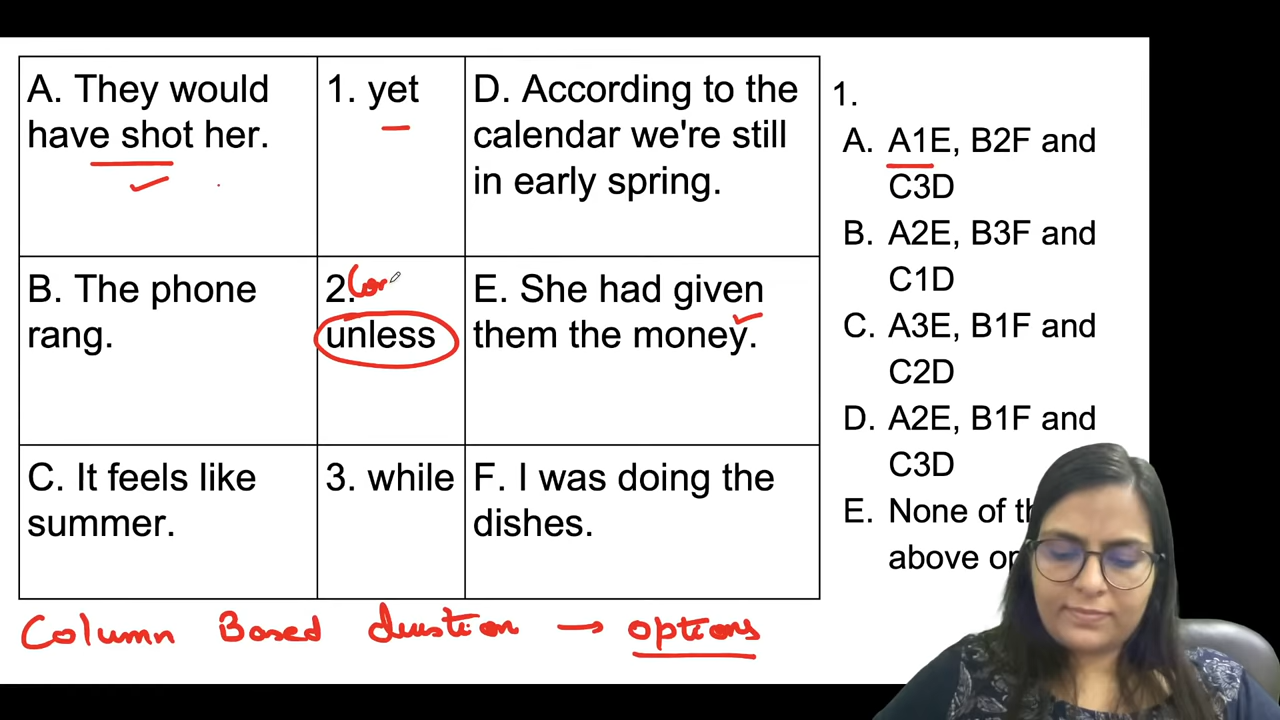 A. They would
have shot her.
1. yet
D. According to the
calendar we're still
in early spring.
B. The phone
rang.
2.
unless
E. She had given
them the money.
C. It feels like
summer.
3. while
F. I was doing the
dishes.
1.
A. A1E, B2F and
C3D
B. A2E, B3F and
C1D
C. A3E, B1F and
C2D
D. A2E, B1F and
C3D
E. None of
above
Column Based → options